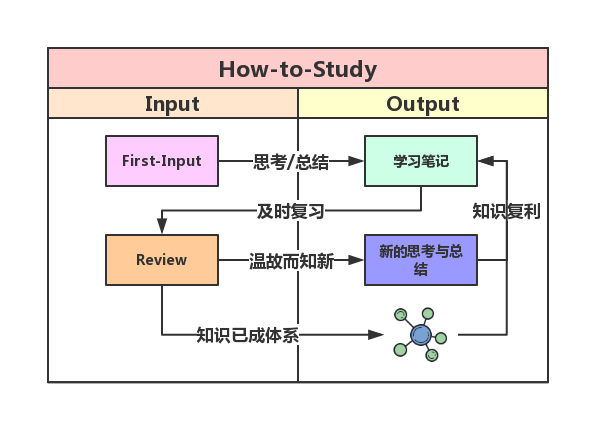 How-to-Study
Input
Output
First-Input
思考/总结
学习笔记
及时复习
知识复利
Review
温故而知新
新的思考与总
结
知识已成体系